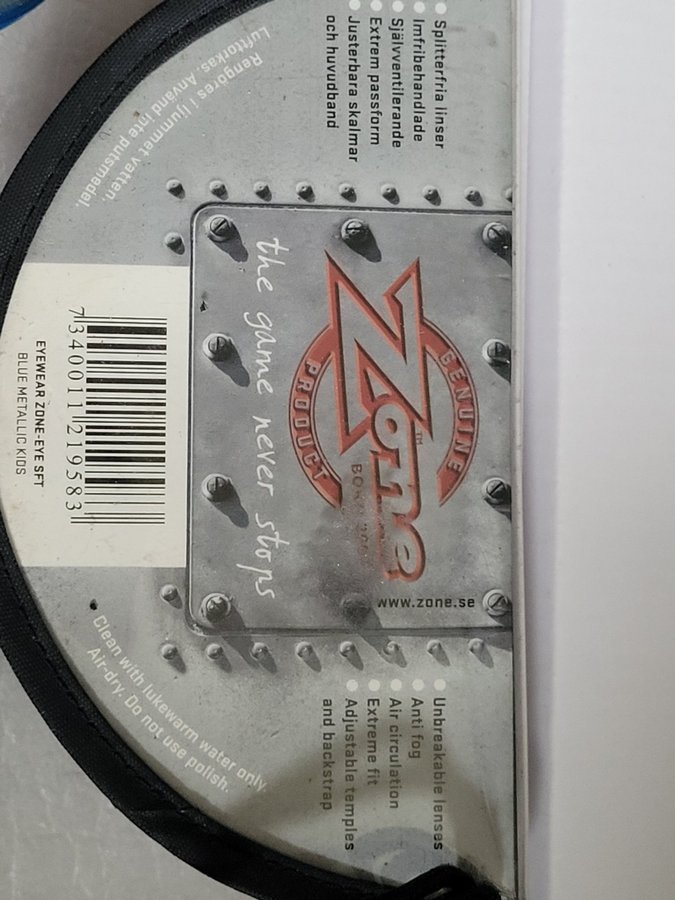 Splitterfria linser
Imfribehandlade
Självventilerande
Extrem passform
Justerbara skalmar
och huvudband
Rengöres i ljummet vatten.
Lufttorkas. Använd inte putsmedel.
GENUINE
Zone™
PRODUCT
the game never stops
www.zone.se
7340011219583
EYEWEAR ZONE-EYE SFT
BLUE METALLIC KIDS
Unbreakable lenses
Anti fog
Air circulation
Extreme fit
Adjustable temples
and backstrap
Clean with lukewarm water only.
Air-dry. Do not use polish.